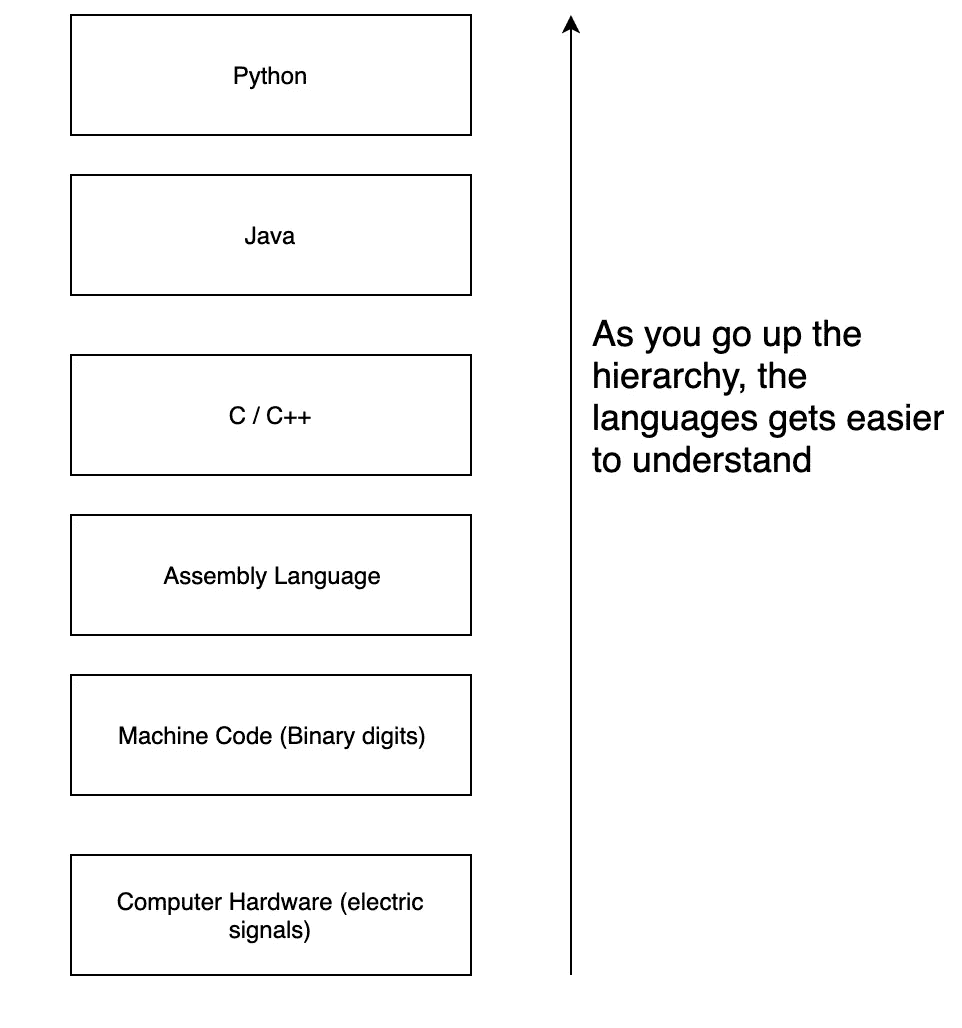 Python
Java
As you go up the
hierarchy, the
languages gets easier
to understand
C / C++
Assembly Language
Machine Code (Binary digits)
Computer Hardware (electric
signals)